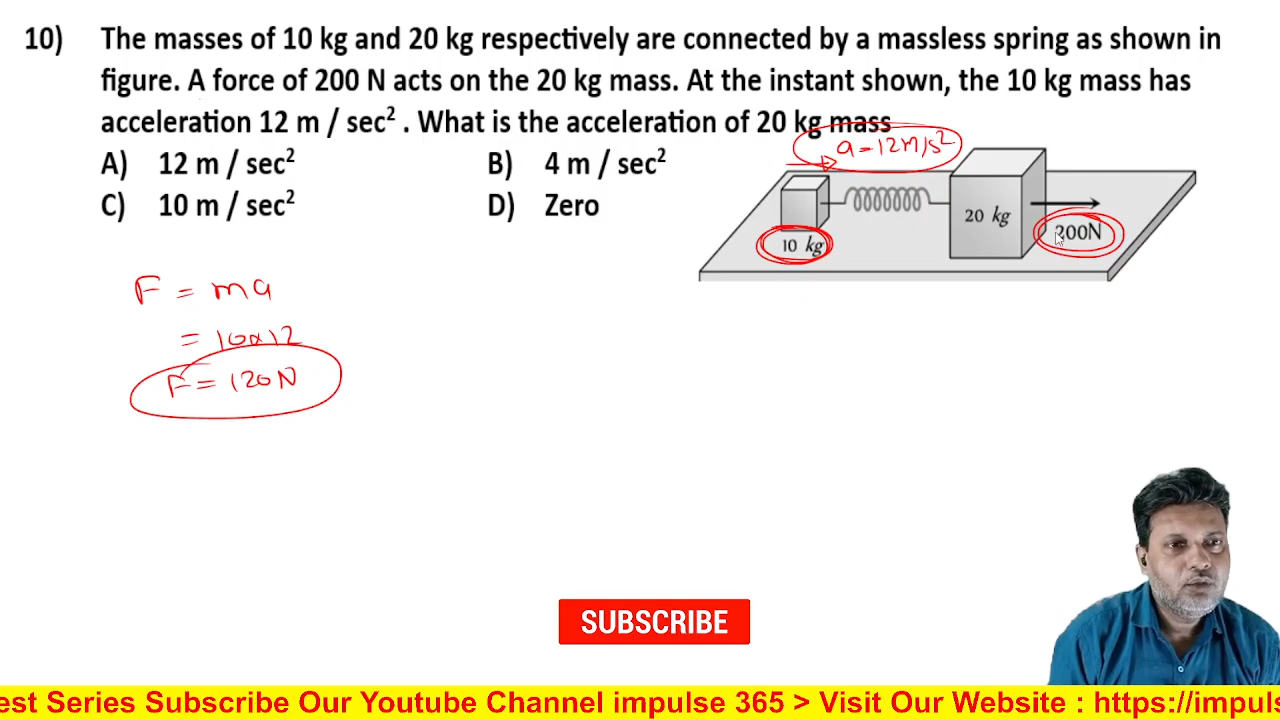 10) The masses of 10 kg and 20 kg respectively are connected by a massless spring as shown in
figure. A force of 200 N acts on the 20 kg mass. At the instant shown, the 10 kg mass has
acceleration 12 m / sec² . What is the acceleration of 20 kg mass
a = 12 m/s²
A) 12 m / sec² B) 4 m / sec²
C) 10 m / sec² D) Zero
20 kg
200N
10 kg
F = ma
= 10x12
F = 120N
SUBSCRIBE
est Series Subscribe Our Youtube Channel impulse 365 > Visit Our Website : https://impuls